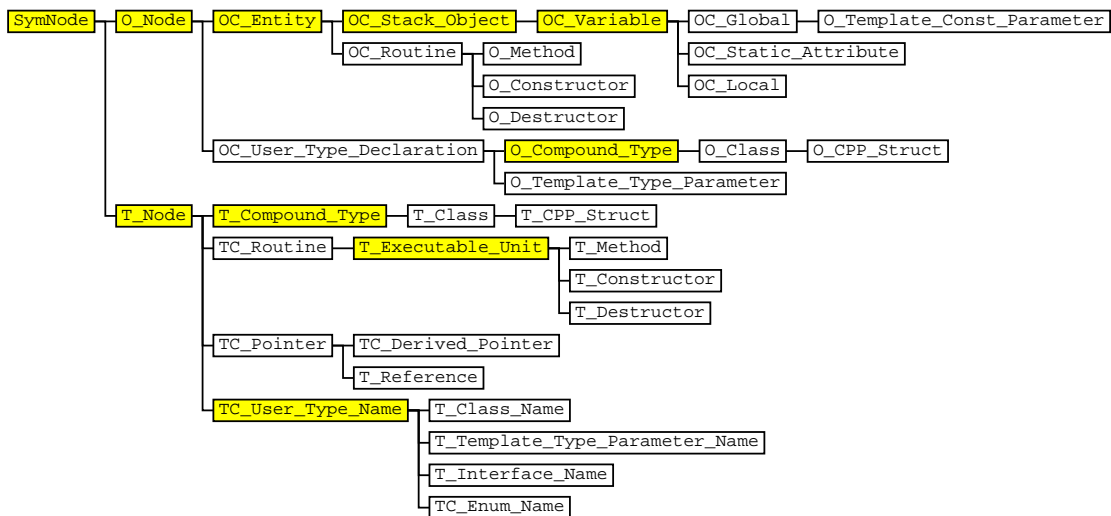 SymNode O_Node OC_Entity OC_Stack_Object OC_Variable OC_Global O_Template_Const_Parameter
OC_Routine O_Method OC_Static_Attribute
O_Constructor OC_Local
O_Destructor
OC_User_Type_Declaration O_Compound_Type O_Class O_CPP_Struct
O_Template_Type_Parameter
T_Node T_Compound_Type T_Class T_CPP_Struct
TC_Routine T_Executable_Unit T_Method
T_Constructor
T_Destructor
TC_Pointer TC_Derived_Pointer
T_Reference
TC_User_Type_Name T_Class_Name
T_Template_Type_Parameter_Name
T_Interface_Name
TC_Enum_Name